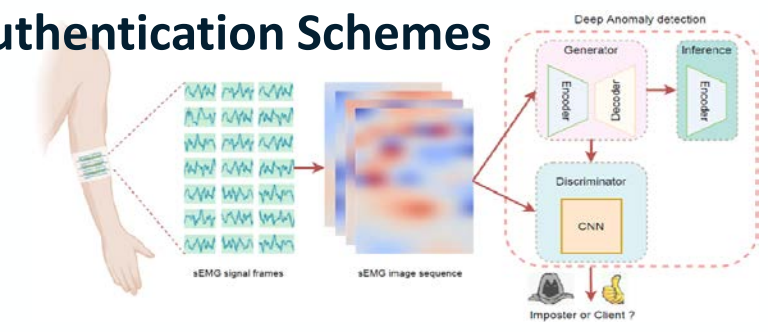 uthentication Schemes
Deep Anomaly detection
Generator
Inference
Encoder
Decoder
Encoder
Discriminator
CNN
sEMG signal frames
sEMG image sequence
Imposter or Client ?